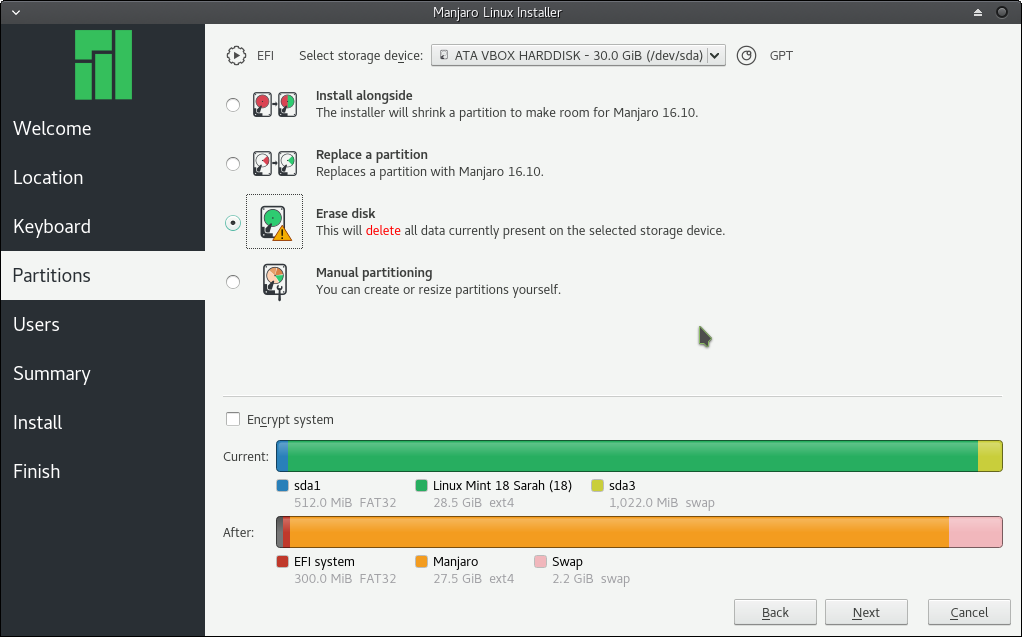 Manjaro Linux Installer
Welcome
Location
Keyboard
Partitions
Users
Summary
Install
Finish
EFI Select storage device: ATA VBOX HARDDISK - 30.0 GiB (/dev/sda) GPT
Install alongside
The installer will shrink a partition to make room for Manjaro 16.10.
Replace a partition
Replaces a partition with Manjaro 16.10.
Erase disk
This will delete all data currently present on the selected storage device.
Manual partitioning
You can create or resize partitions yourself.
Encrypt system
Current:
sda1 Linux Mint 18 Sarah (18) sda3
512.0 MiB FAT32 28.5 GiB ext4 1,022.0 MiB swap
After:
EFI system Manjaro Swap
300.0 MiB FAT32 27.5 GiB ext4 2.2 GiB swap
Back Next Cancel